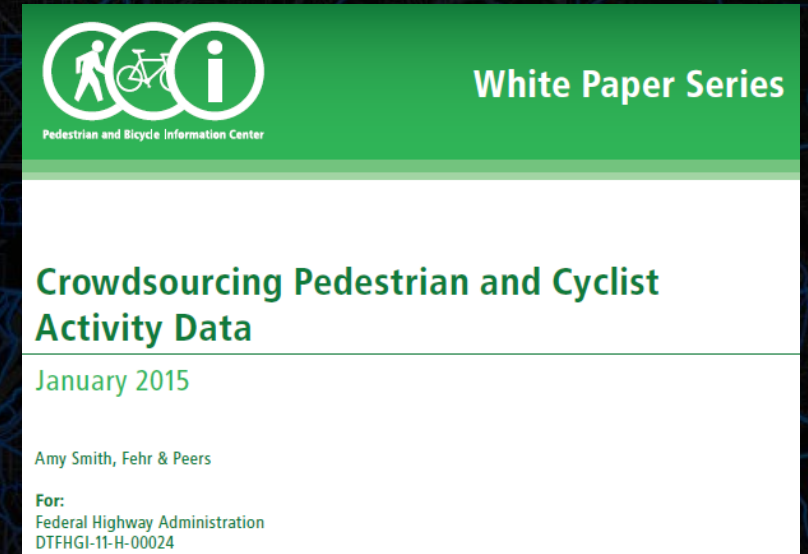 Pedestrian and Bicycle Information Center
White Paper Series
Crowdsourcing Pedestrian and Cyclist
Activity Data
January 2015
Amy Smith, Fehr & Peers
For:
Federal Highway Administration
DTFHGI-11-H-00024